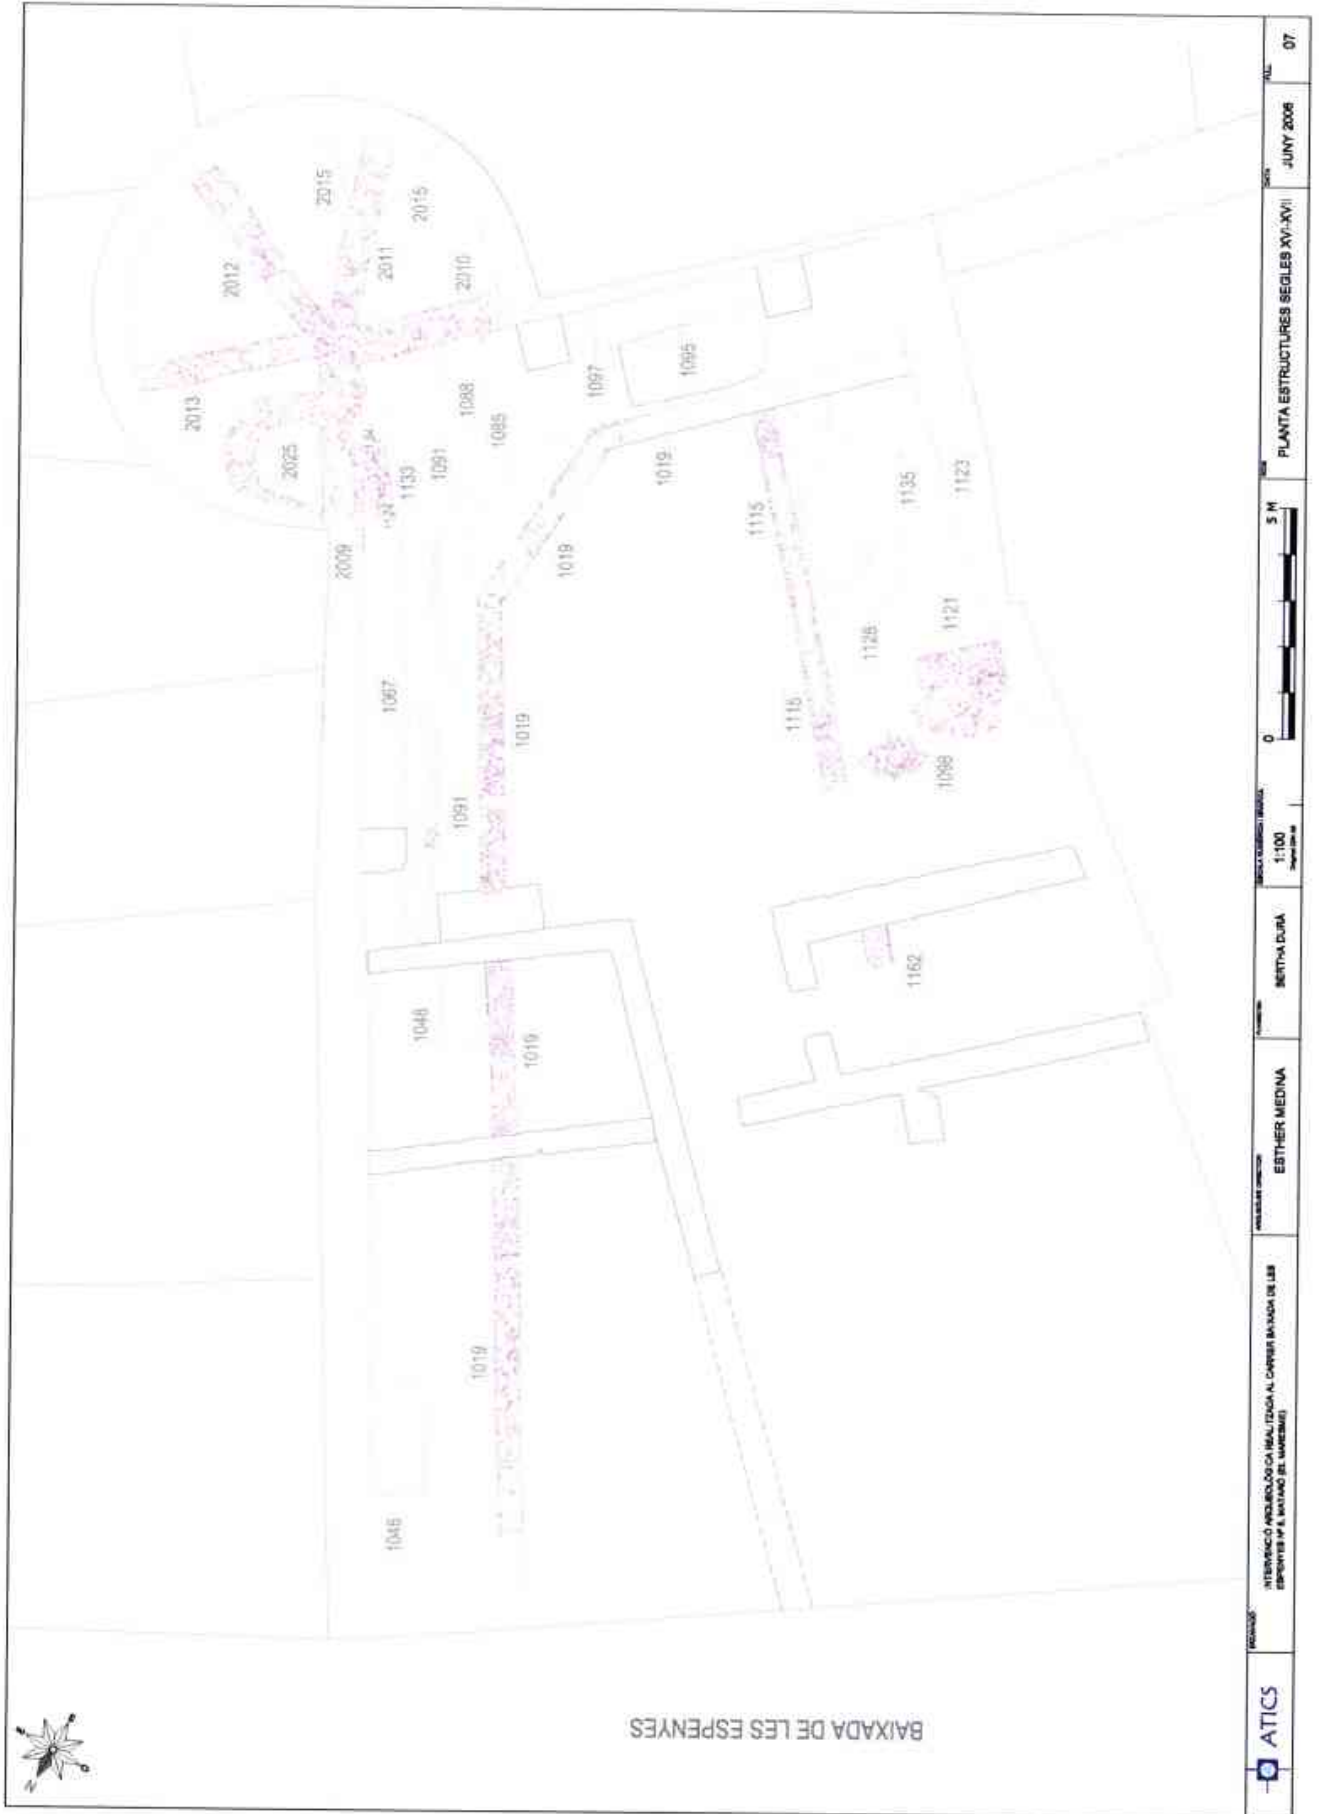 BAIXADA DE LES ESPENYES
N
1046
1019
1046
1019
1091
1019
1067
2009
1019
1133
1091
1085
1088
2025
2013
2012
2011
2010
2015
2015
1097
1095
1019
1115
1115
1135
1123
1121
1098
1162
ATICS
INTERVENCIÓ ARQUEOLÒGICA REALITZADA AL CARRER BAIXADA DE LES
ESPENYES Nº 8. MATARÓ (EL MARESME)
ESTHER MEDINA
BERTHA DURÀ
1:100
0 5 M
PLANTA ESTRUCTURES SEGLES XVI-XVII
DATA
JUNY 2006
07